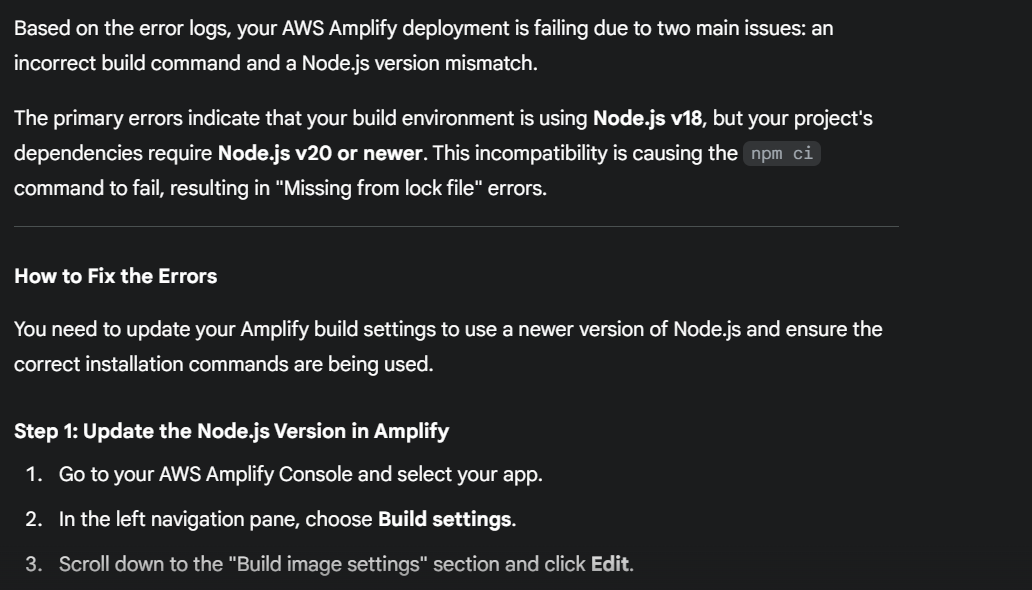 Based on the error logs, your AWS Amplify deployment is failing due to two main issues: an
incorrect build command and a Node.js version mismatch.
The primary errors indicate that your build environment is using Node.js v18, but your project's
dependencies require Node.js v20 or newer. This incompatibility is causing the npm ci
command to fail, resulting in "Missing from lock file" errors.
How to Fix the Errors
You need to update your Amplify build settings to use a newer version of Node.js and ensure the
correct installation commands are being used.
Step 1: Update the Node.js Version in Amplify
1. Go to your AWS Amplify Console and select your app.
2. In the left navigation pane, choose Build settings.
3. Scroll down to the "Build image settings" section and click Edit.